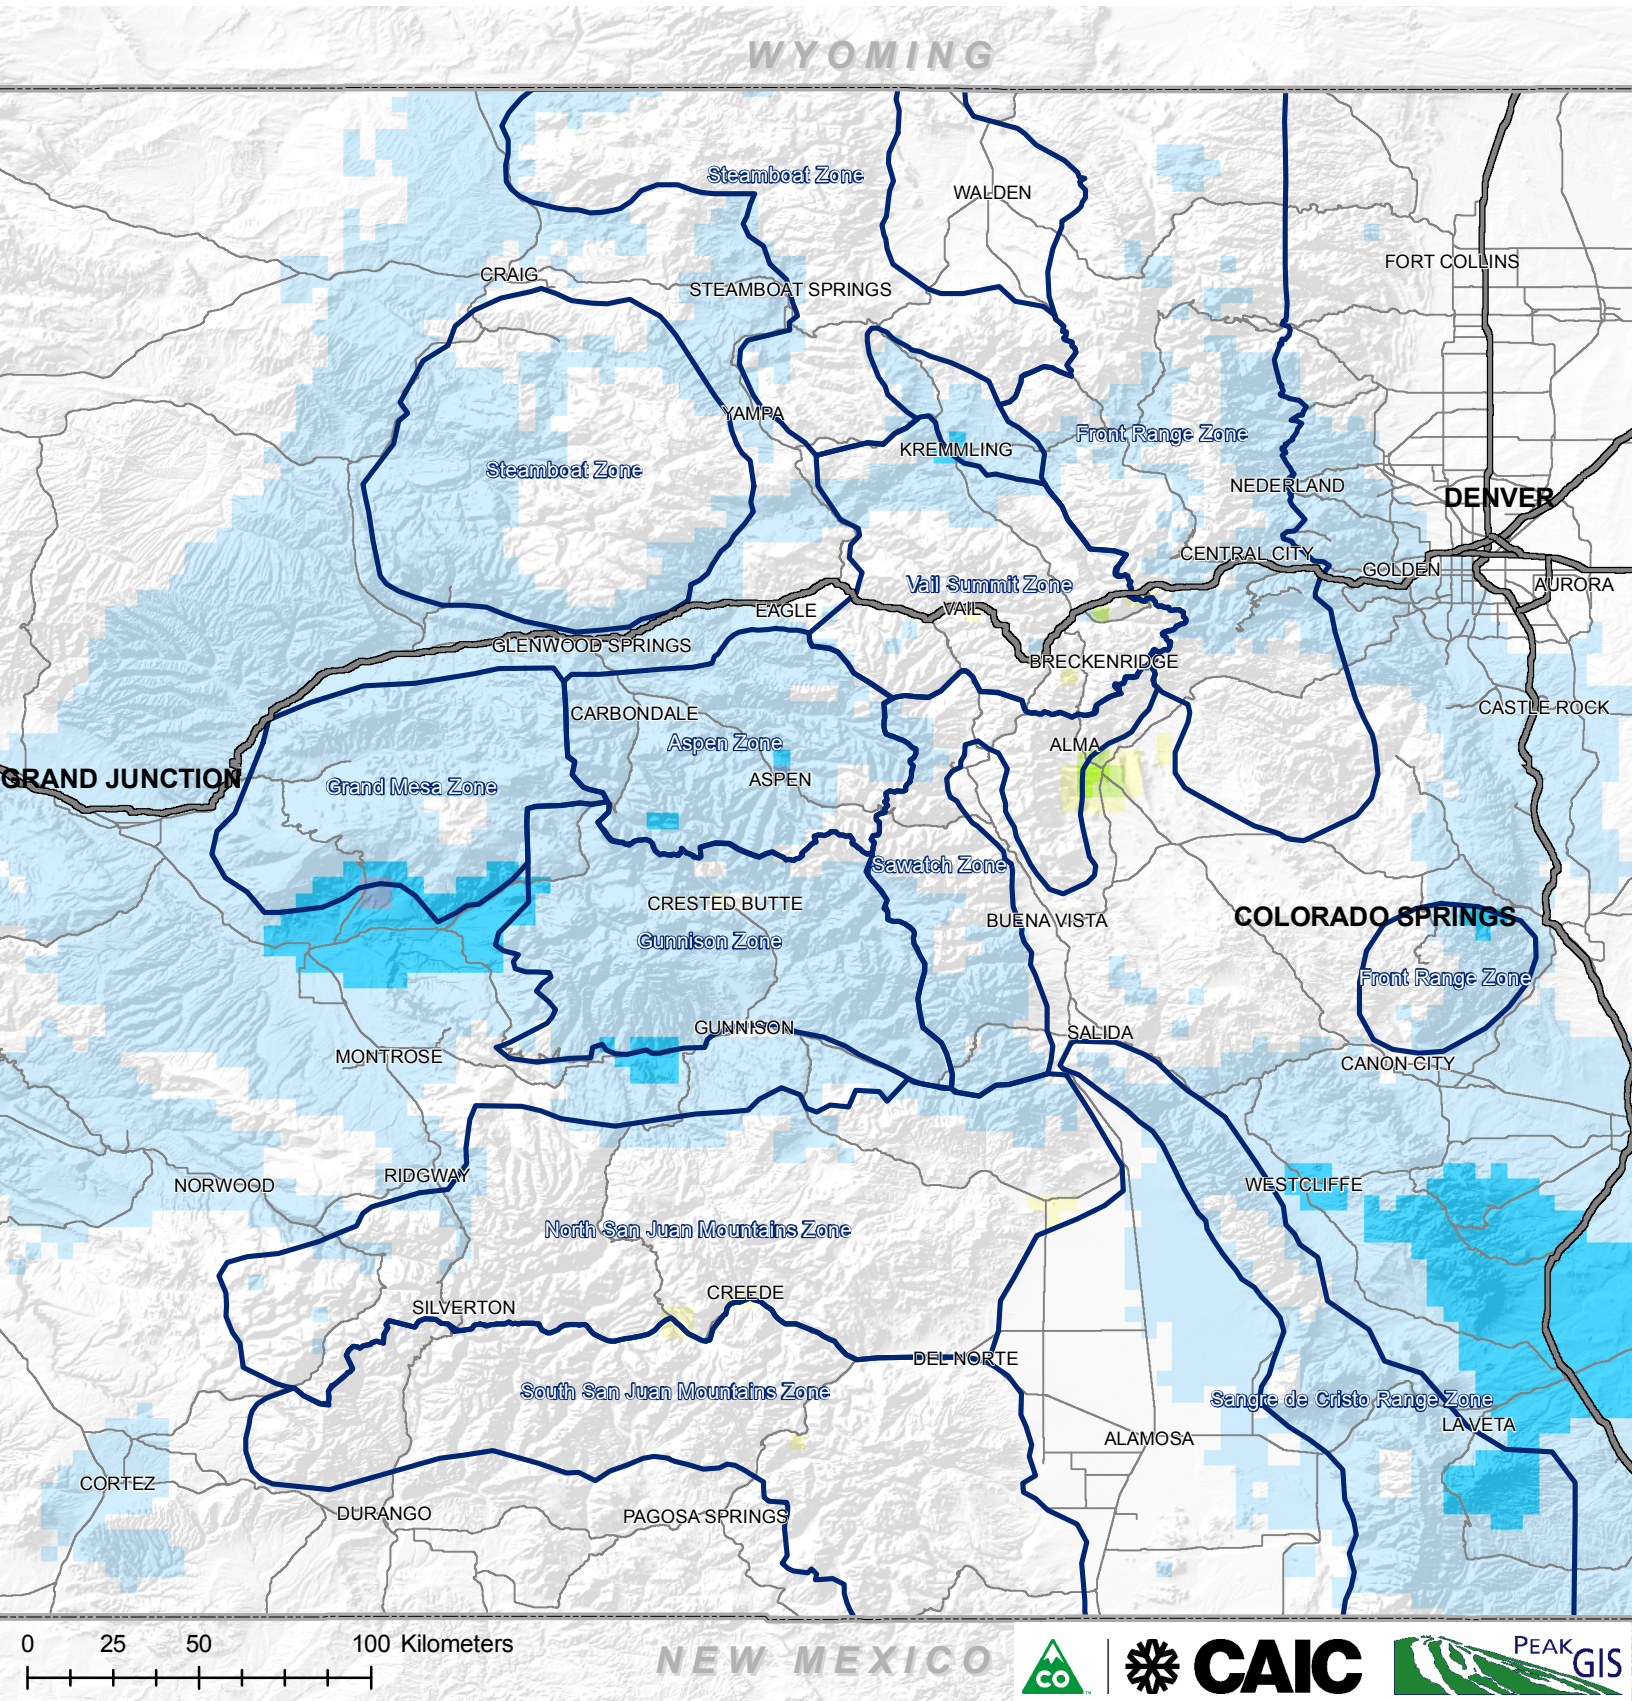 WYOMING
Steamboat Zone
WALDEN
FORT COLLINS
CRAIG
STEAMBOAT SPRINGS
YAMPA
Front Range Zone
KREMMLING
Steamboat Zone
NEDERLAND
DENVER
CENTRAL CITY
GOLDEN
AURORA
Vail Summit Zone
EAGLE
VAIL
GLENWOOD SPRINGS
BRECKENRIDGE
CARBONDALE
CASTLE ROCK
Aspen Zone
ALMA
GRAND JUNCTION
ASPEN
Grand Mesa Zone
Sawatch Zone
CRESTED BUTTE
BUENA VISTA
COLORADO SPRINGS
Gunnison Zone
Front Range Zone
GUNNISON
SALIDA
MONTROSE
CANON CITY
RIDGWAY
NORWOOD
WESTCLIFFE
North San Juan Mountains Zone
CREEDE
SILVERTON
DEL NORTE
South San Juan Mountains Zone
Sangre de Cristo Range Zone
LA VETA
ALAMOSA
CORTEZ
DURANGO
PAGOSA SPRINGS
0 25 50 100 Kilometers
NEW MEXICO
CO
CAIC
PEAK
GIS